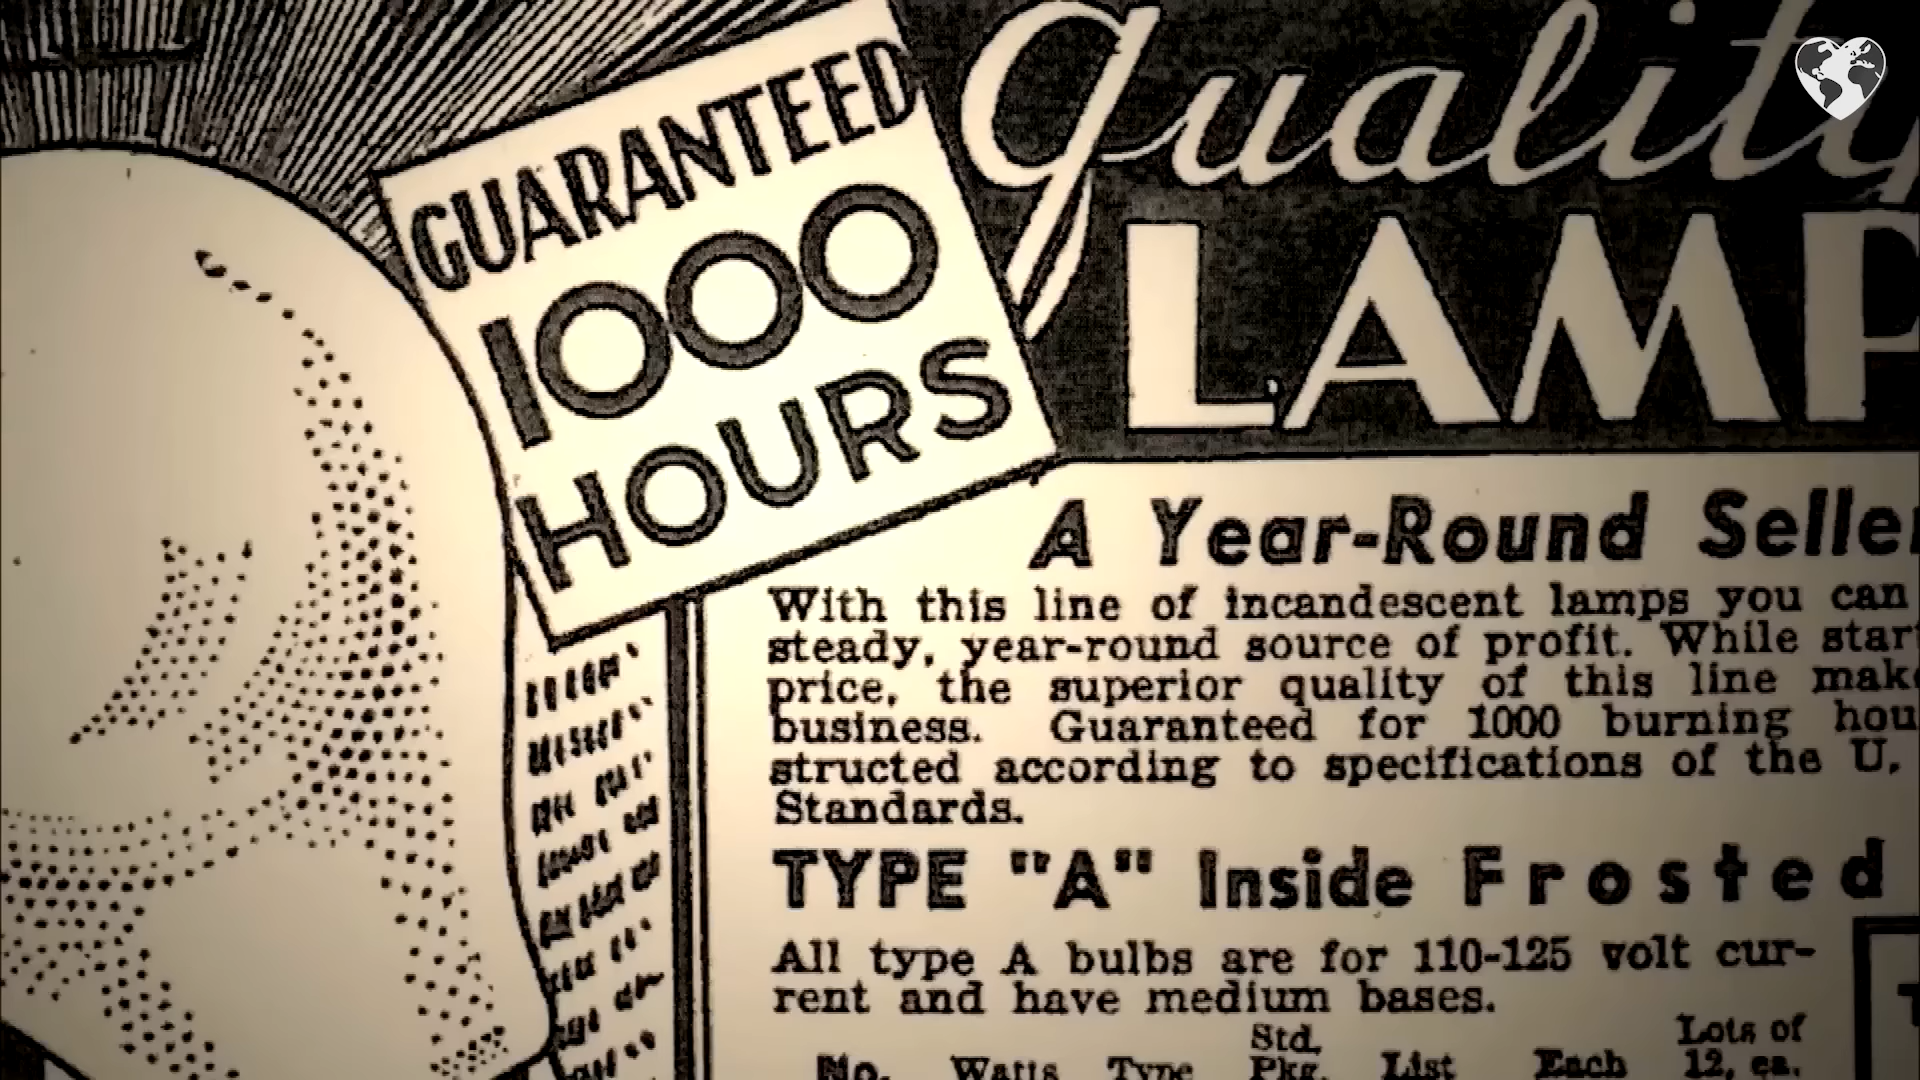 GUARANTEED
1000
HOURS
Quality
LAMP
A Year-Round Seller
With this line of incandescent lamps you can
steady, year-round source of profit. While start
price, the superior quality of this line make
business. Guaranteed for 1000 burning hou
structed according to specifications of the U.
Standards.
TYPE "A" Inside Frosted
All type A bulbs are for 110-125 volt cur-
rent and have medium bases.
Std. Lots of
No. Watts Type Pkg. List Each 12, ea.